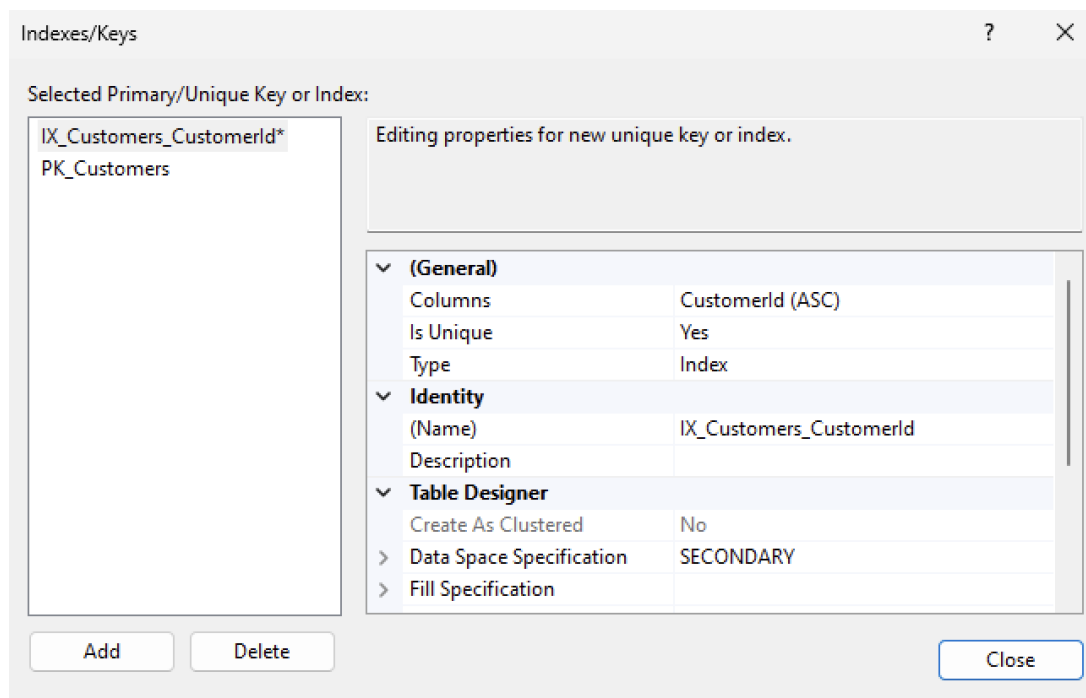 Indexes/Keys
?
Selected Primary/Unique Key or Index:
IX_Customers_CustomerId*
PK_Customers
Editing properties for new unique key or index.
(General)
Columns CustomerId (ASC)
Is Unique Yes
Type Index
Identity
(Name) IX_Customers_CustomerId
Description
Table Designer
Create As Clustered No
Data Space Specification SECONDARY
Fill Specification
Add Delete
Close